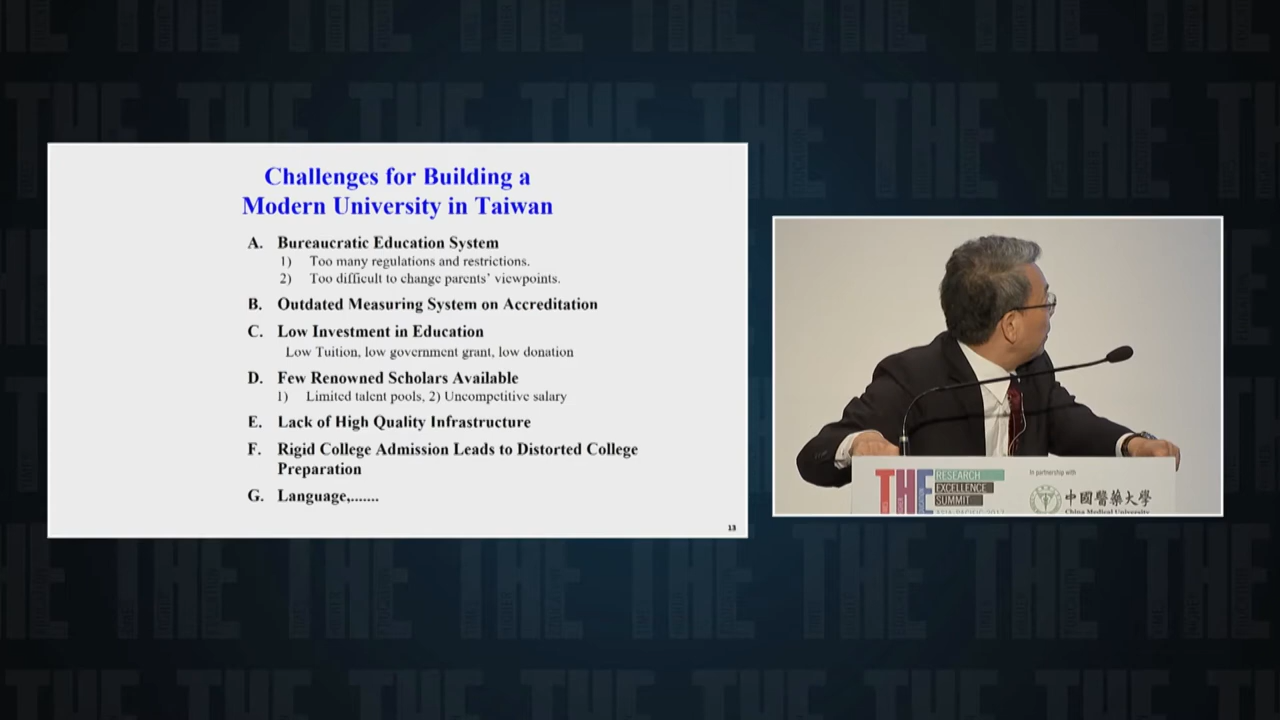 Challenges for Building a
Modern University in Taiwan
A. Bureaucratic Education System
1) Too many regulations and restrictions.
2) Too difficult to change parents' viewpoints.
B. Outdated Measuring System on Accreditation
C. Low Investment in Education
Low Tuition, low government grant, low donation
D. Few Renowned Scholars Available
1) Limited talent pools, 2) Uncompetitive salary
E. Lack of High Quality Infrastructure
F. Rigid College Admission Leads to Distorted College
Preparation
G. Language,.......
13
THE
RESEARCH
EXCELLENCE
SUMMIT
ASIA-PACIFIC 2017
In partnership with
中國醫藥大學
China Medical University